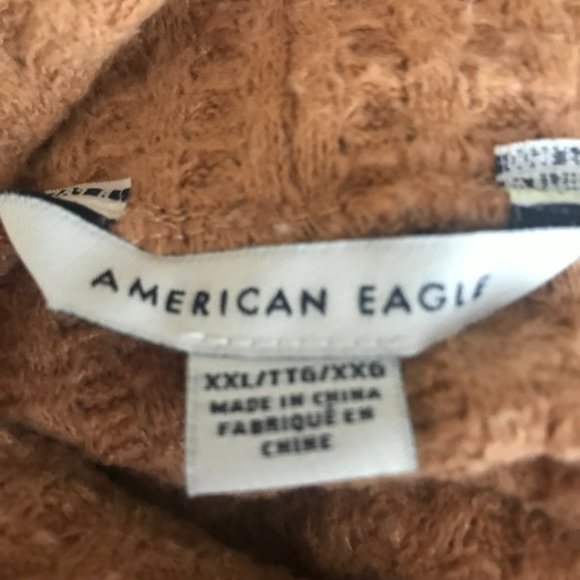 AMERICAN EAGLE
XXL/TTG/XXG
MADE IN CHINA
FABRIQUÉ EN
CHINE